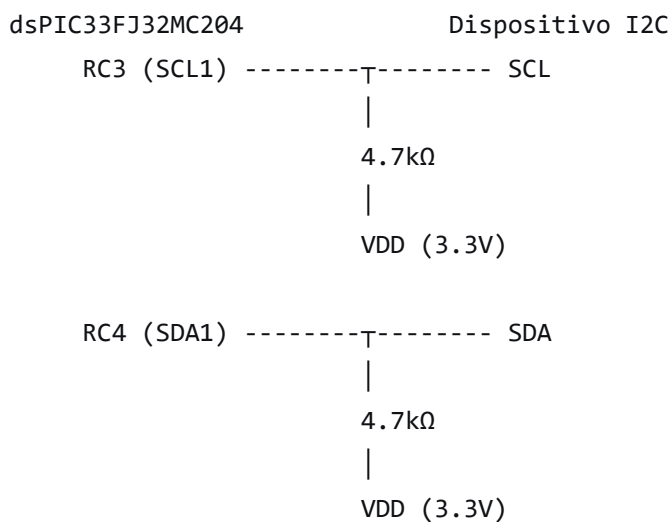 dsPIC33FJ32MC204 Dispositivo I2C
RC3 (SCL1) --------┬-------- SCL
│
4.7kΩ
│
VDD (3.3V)
RC4 (SDA1) --------┬-------- SDA
│
4.7kΩ
│
VDD (3.3V)